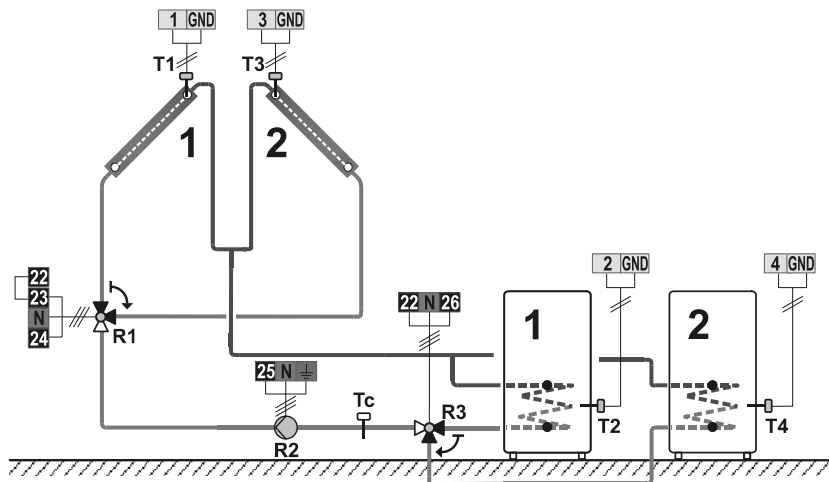 1 GND
3 GND
T1
T3
1
2
2 GND
4 GND
22
23
N
24
22 N 26
R1
1
2
25 N
Tc
R3
T2
T4
R2